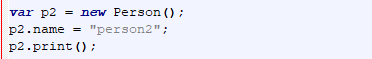 var p2 = new Person();
p2.name = "person2";
p2.print();